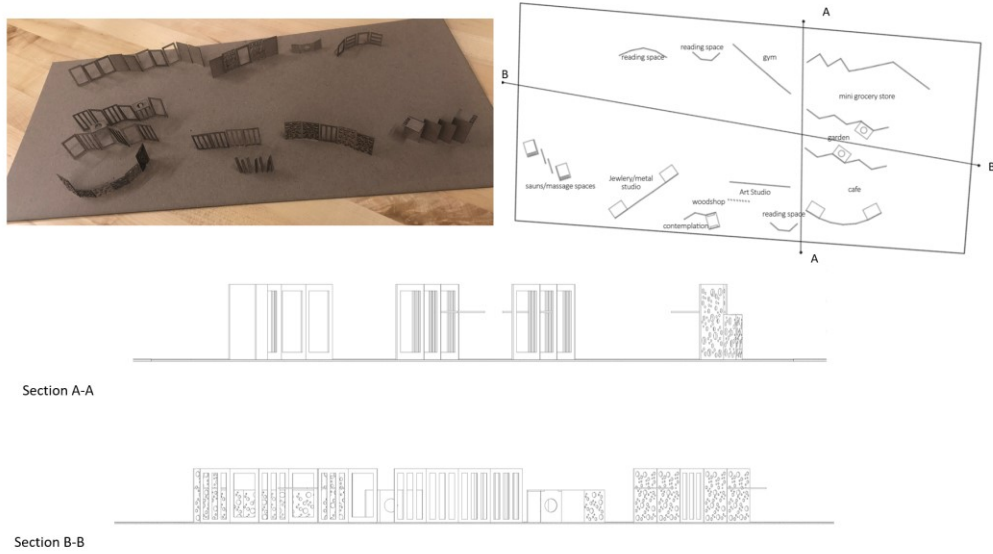 A
reading space
reading space
gym
B
mini grocery store
garden
B
sauns/massage spaces
Jewlery/metal
studio
Art Studio
cafe
woodshop
reading space
contemplation
A
Section A-A
Section B-B